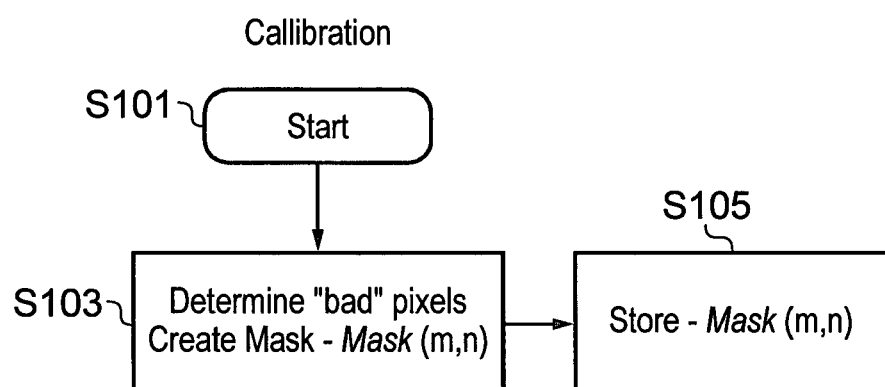 Callibration
S101
Start
S105
S103
Determine "bad" pixels
Create Mask - Mask (m,n)
Store - Mask (m,n)